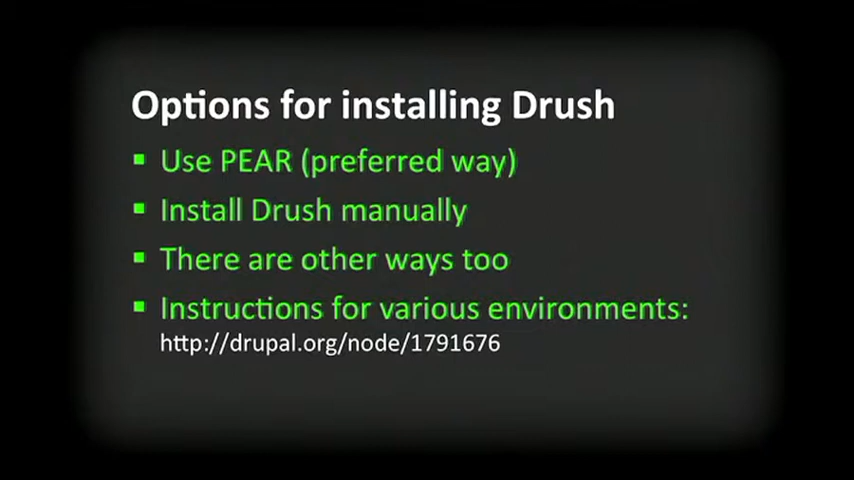 Options for installing Drush
▪ Use PEAR (preferred way)
▪ Install Drush manually
▪ There are other ways too
▪ Instructions for various environments:
http://drupal.org/node/1791676